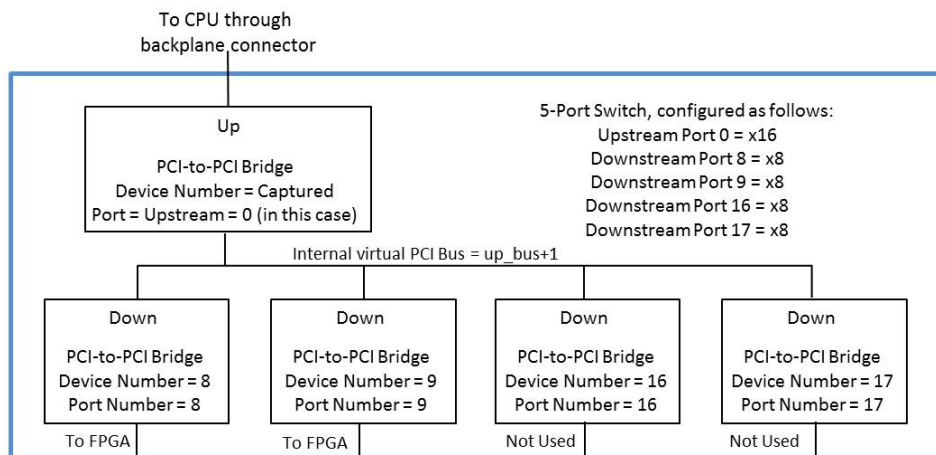 To CPU through
backplane connector
Up
PCI-to-PCI Bridge
Device Number = Captured
Port = Upstream = 0 (in this case)
5-Port Switch, configured as follows:
Upstream Port 0 = x16
Downstream Port 8 = x8
Downstream Port 9 = x8
Downstream Port 16 = x8
Downstream Port 17 = x8
Internal virtual PCI Bus = up_bus+1
Down
PCI-to-PCI Bridge
Device Number = 8
Port Number = 8
To FPGA
Down
PCI-to-PCI Bridge
Device Number = 9
Port Number = 9
To FPGA
Down
PCI-to-PCI Bridge
Device Number = 16
Port Number = 16
Not Used
Down
PCI-to-PCI Bridge
Device Number = 17
Port Number = 17
Not Used